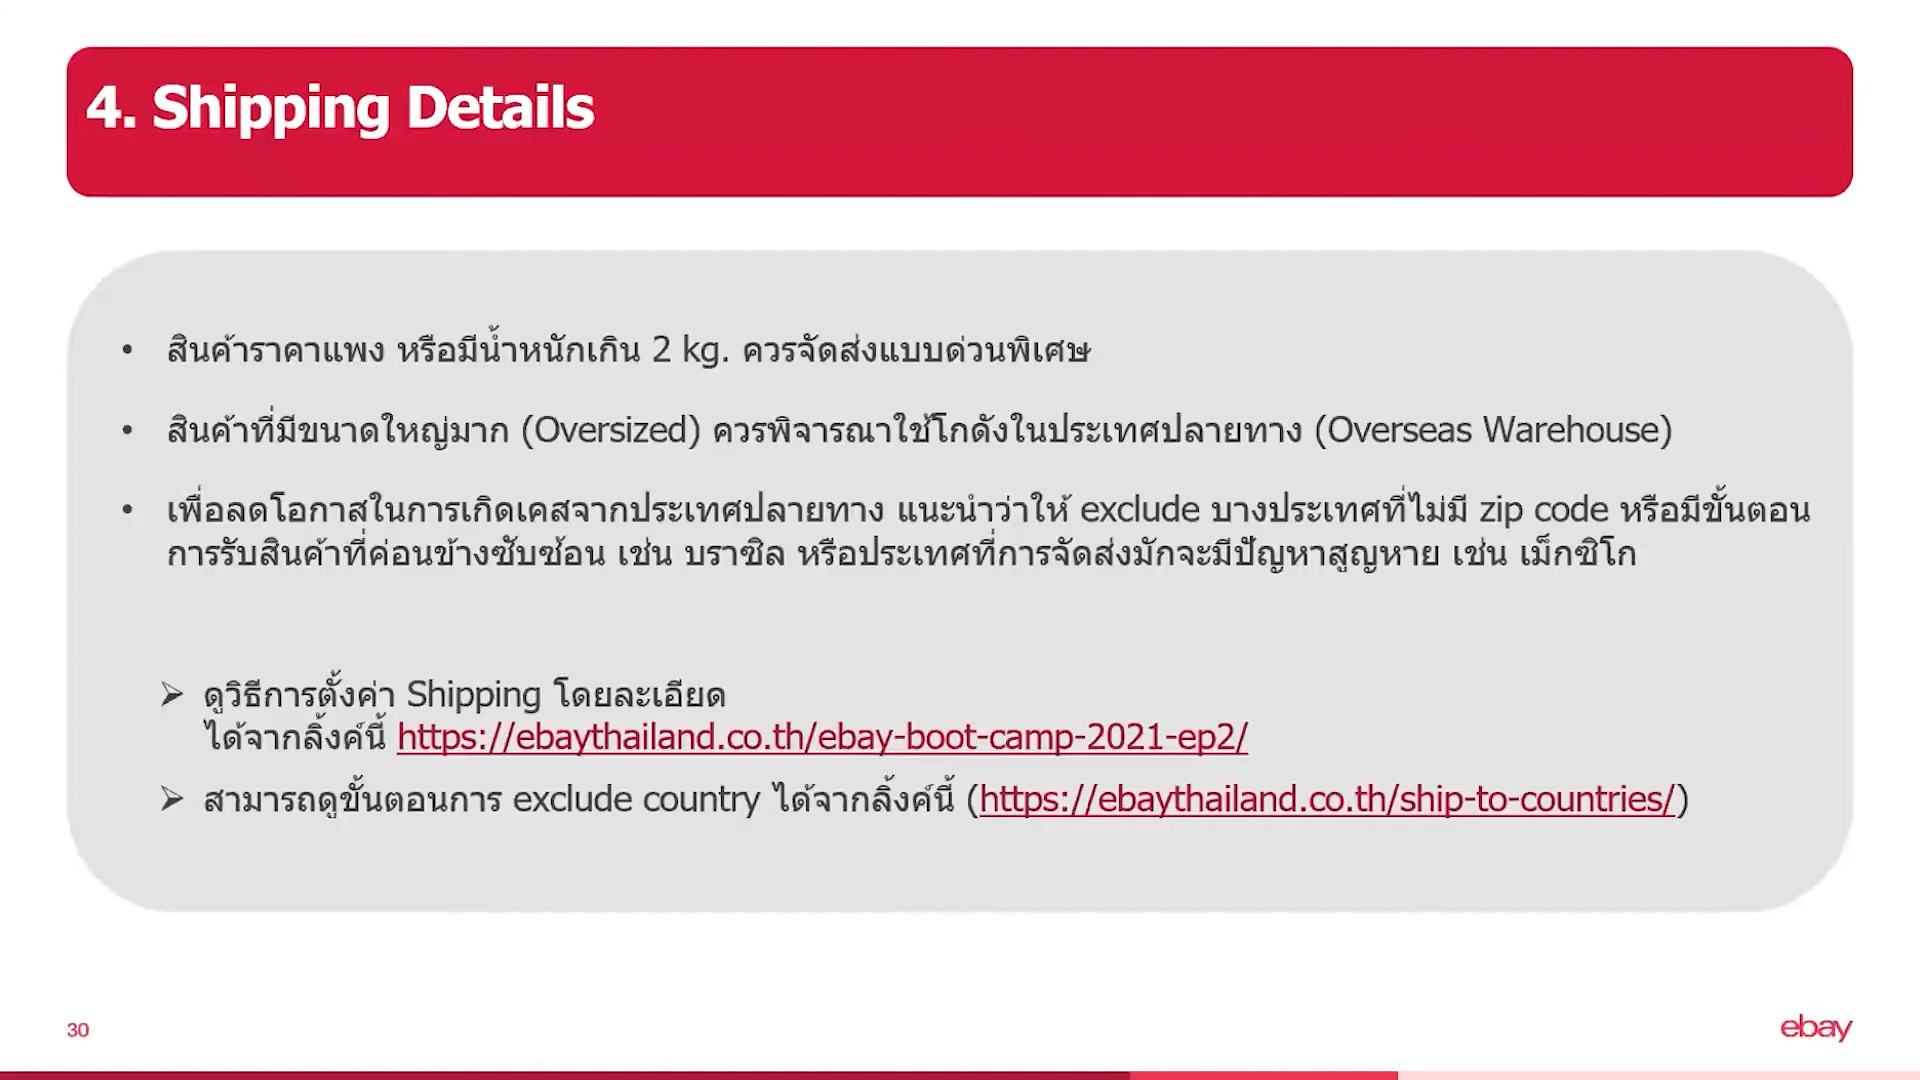 4. Shipping Details
• สินค้าราคาแพง หรือมีน้ำหนักเกิน 2 kg. ควรจัดส่งแบบด่วนพิเศษ
• สินค้าที่มีขนาดใหญ่มาก (Oversized) ควรพิจารณาใช้โกดังในประเทศปลายทาง (Overseas Warehouse)
• เพื่อลดโอกาสในการเกิดเคสจากประเทศปลายทาง แนะนำว่าให้ exclude บางประเทศที่ไม่มี zip code หรือมีขั้นตอน
การรับสินค้าที่ค่อนข้างซับซ้อน เช่น บราซิล หรือประเทศที่การจัดส่งมักจะมีปัญหาสูญหาย เช่น เม็กซิโก
➢ ดูวิธีการตั้งค่า Shipping โดยละเอียด
ได้จากลิ้งค์นี้ https://ebaythailand.co.th/ebay-boot-camp-2021-ep2/
➢ สามารถดูขั้นตอนการ exclude country ได้จากลิ้งค์นี้ (https://ebaythailand.co.th/ship-to-countries/)
30
ebay